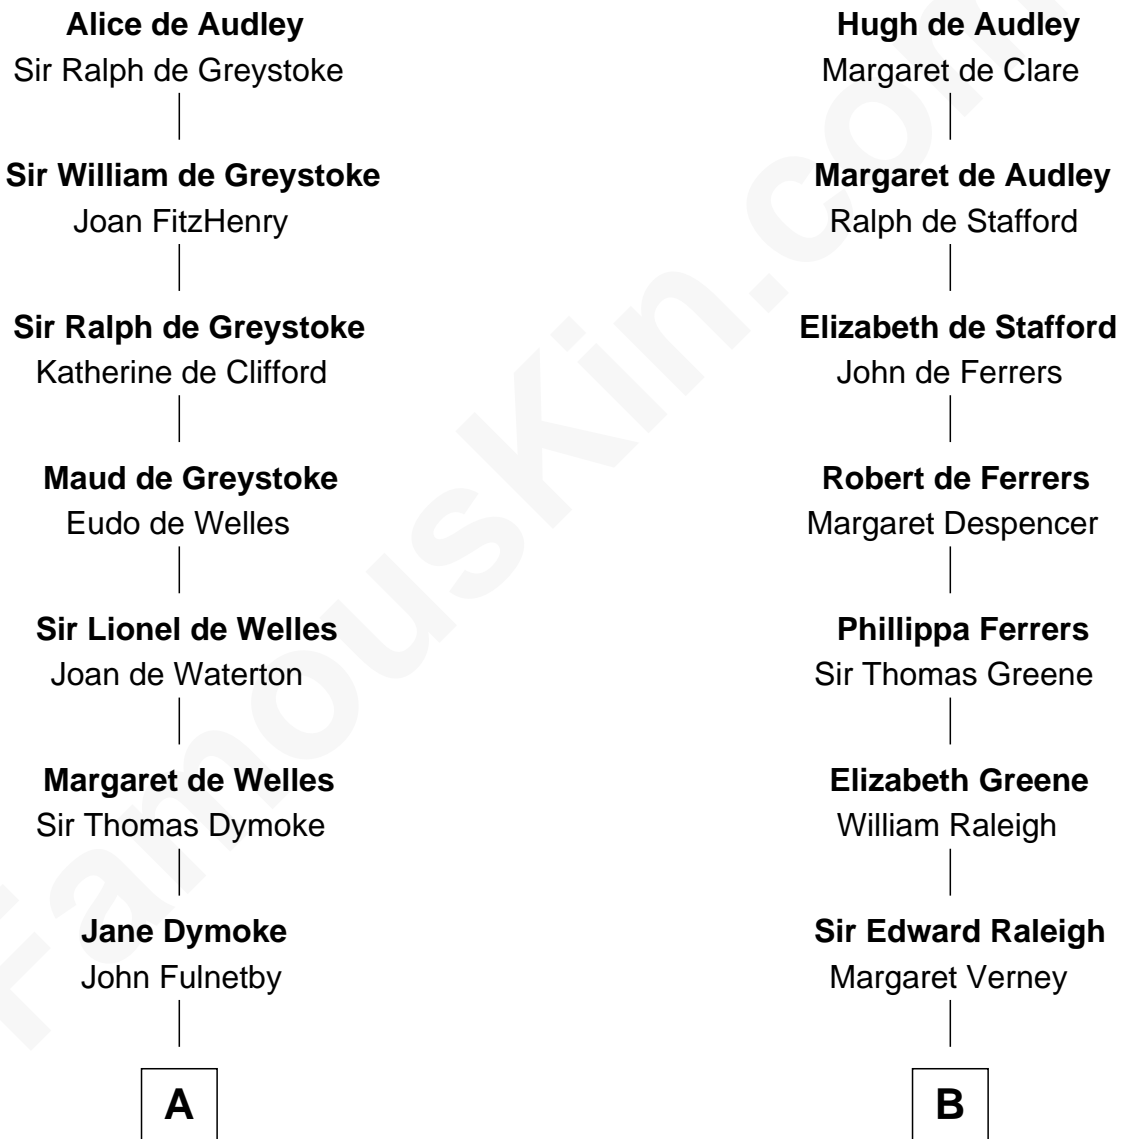 Alice de Audley
Sir Ralph de Greystoke
Sir William de Greystoke
Joan FitzHenry
Sir Ralph de Greystoke
Katherine de Clifford
Maud de Greystoke
Eudo de Welles
Sir Lionel de Welles
Joan de Waterton
Margaret de Welles
Sir Thomas Dymoke
Jane Dymoke
John Fulnetby
A
Hugh de Audley
Margaret de Clare
Margaret de Audley
Ralph de Stafford
Elizabeth de Stafford
John de Ferrers
Robert de Ferrers
Margaret Despencer
Phillippa Ferrers
Sir Thomas Greene
Elizabeth Greene
William Raleigh
Sir Edward Raleigh
Margaret Verney
B
FamousKin.com